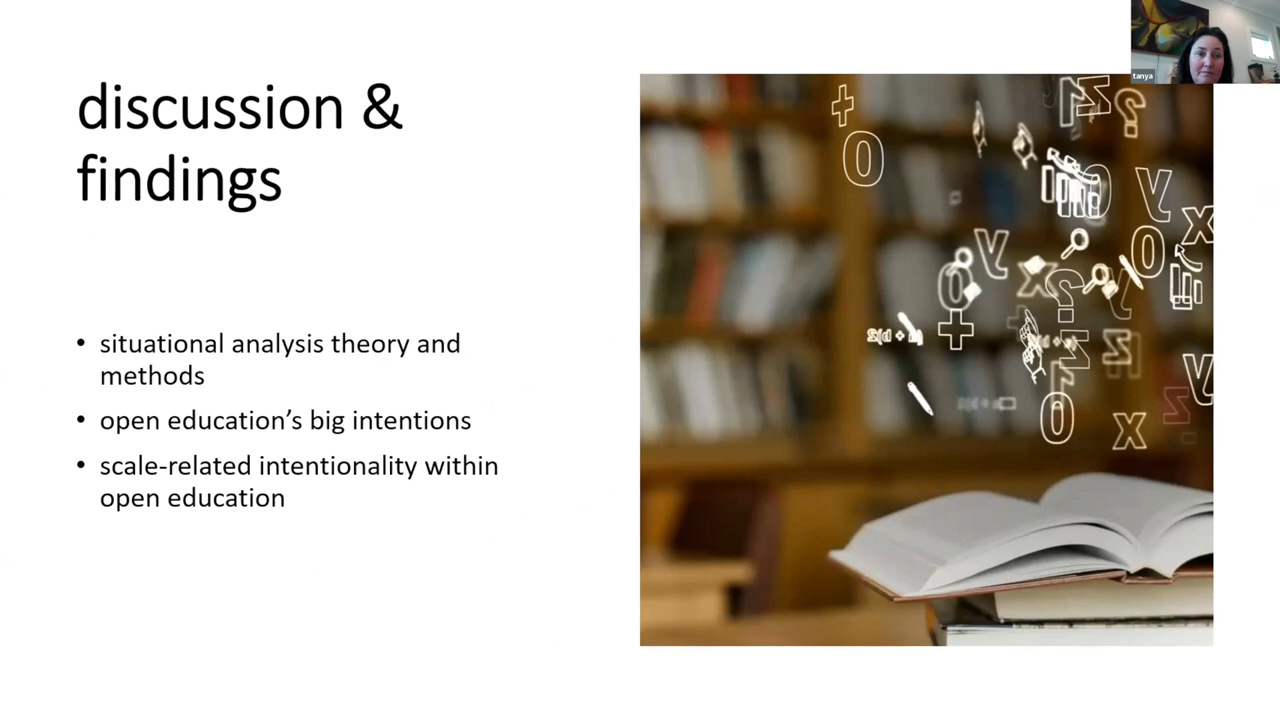 tanya
discussion &
findings
• situational analysis theory and
methods
• open education’s big intentions
• scale-related intentionality within
open education